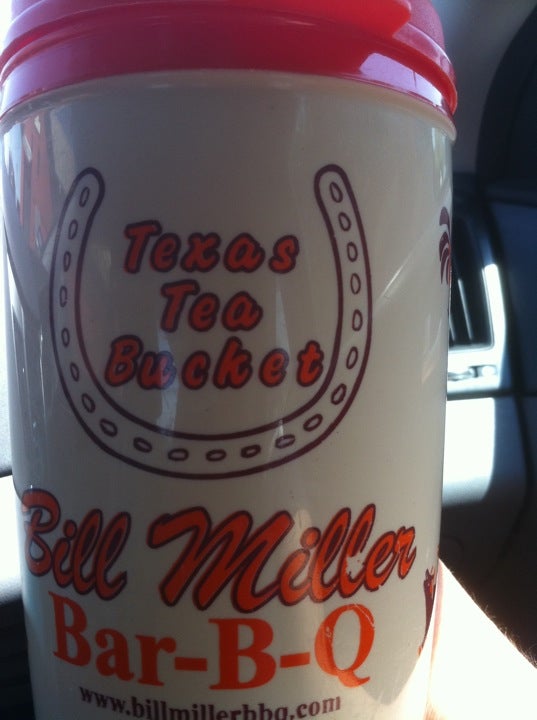 Texas
Tea
Bucket
Bill Miller
Bar-B-Q
www.billmillerbbq.com